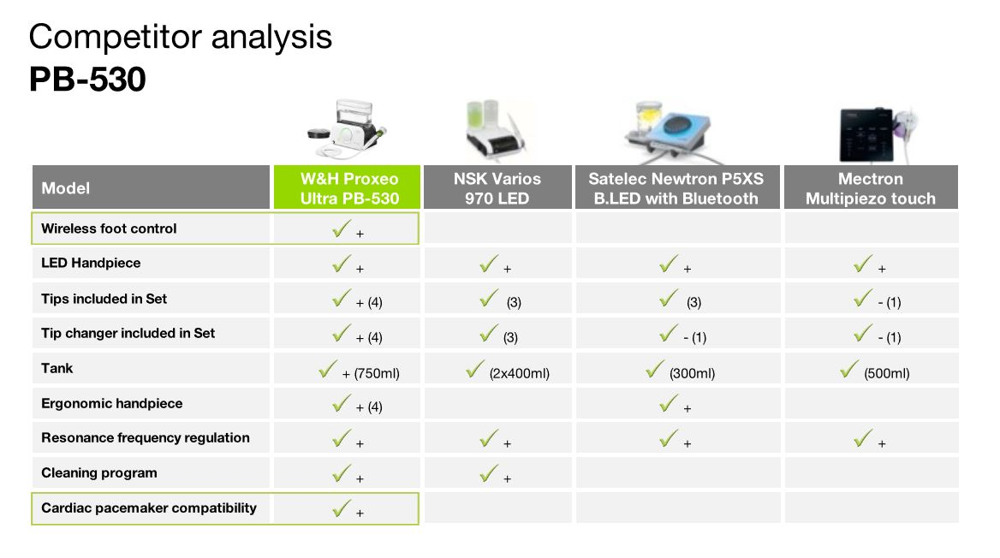 Competitor analysis
PB-530
Model
W&H Proxeo
Ultra PB-530
NSK Varios
970 LED
Satelec Newtron P5XS
B.LED with Bluetooth
Mectron
Multipiezo touch
Wireless foot control ✓ +
LED Handpiece ✓ + ✓ + ✓ + ✓ +
Tips included in Set ✓ + (4) ✓ (3) ✓ (3) ✓ - (1)
Tip changer included in Set ✓ + (4) ✓ (3) ✓ - (1) ✓ - (1)
Tank ✓ + (750ml) ✓ (2x400ml) ✓ (300ml) ✓ (500ml)
Ergonomic handpiece ✓ + (4) ✓ +
Resonance frequency regulation ✓ + ✓ + ✓ + ✓ +
Cleaning program ✓ + ✓ +
Cardiac pacemaker compatibility ✓ +